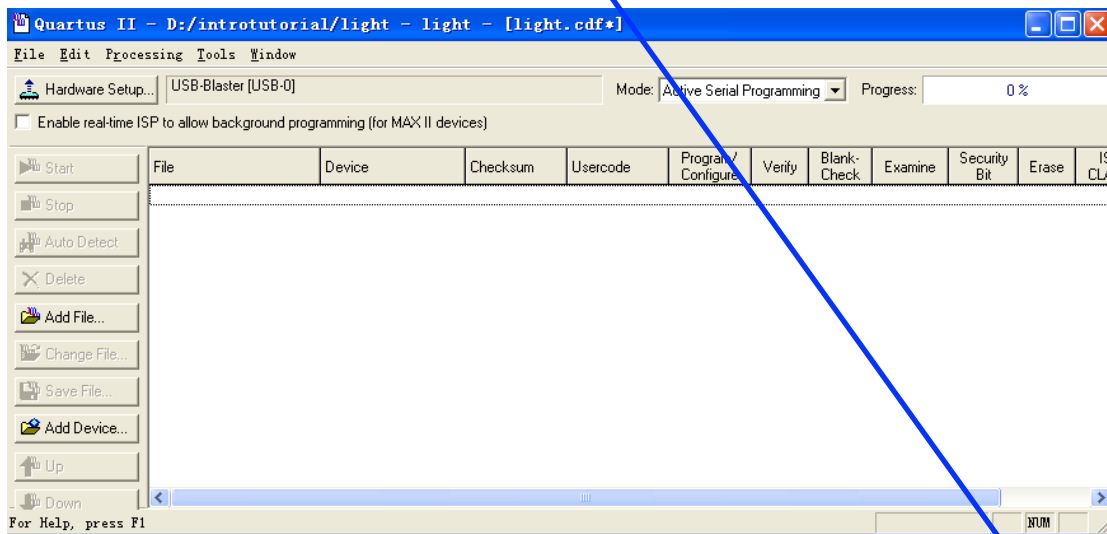 Quartus II - D:/introtutorial/light - light - [light.cdf*]
File Edit Processing Tools Window
Hardware Setup... USB-Blaster [USB-0] Mode: Active Serial Programming Progress: 0 %
Enable real-time ISP to allow background programming (for MAX II devices)
File Device Checksum Usercode Program/ Configure Verify Blank- Check Examine Security Bit Erase
Start
Stop
Auto Detect
Delete
Add File...
Change File...
Save File...
Add Device...
Up
Down
For Help, press F1 NUM